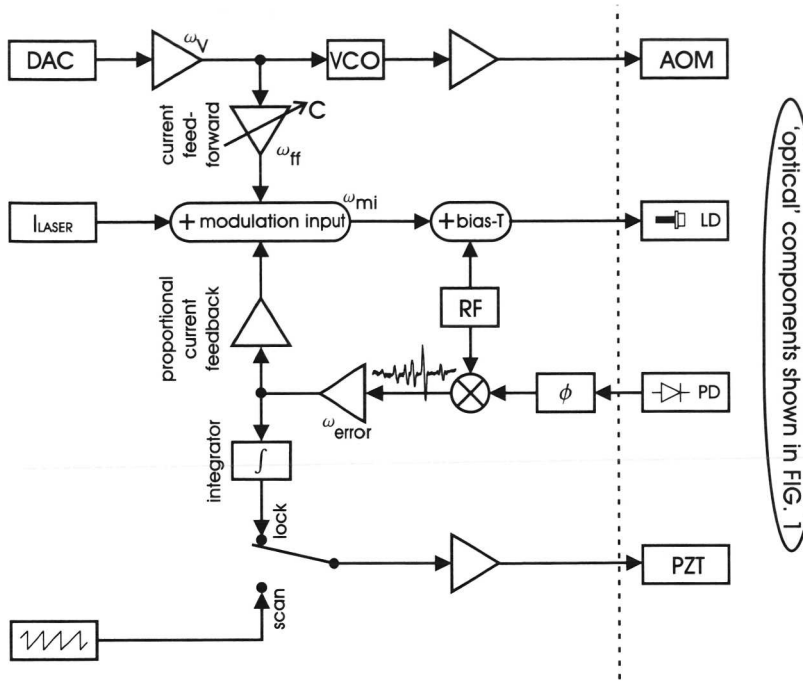 DAC
ωV
VCO
AOM
current
feed-
forward
C
ωff
ILASER
+ modulation input
ωmi
+ bias-T
LD
proportional
current
feedback
RF
ωerror
ϕ
PD
integrator
∫
lock
scan
PZT
'optical' components shown in FIG. 1